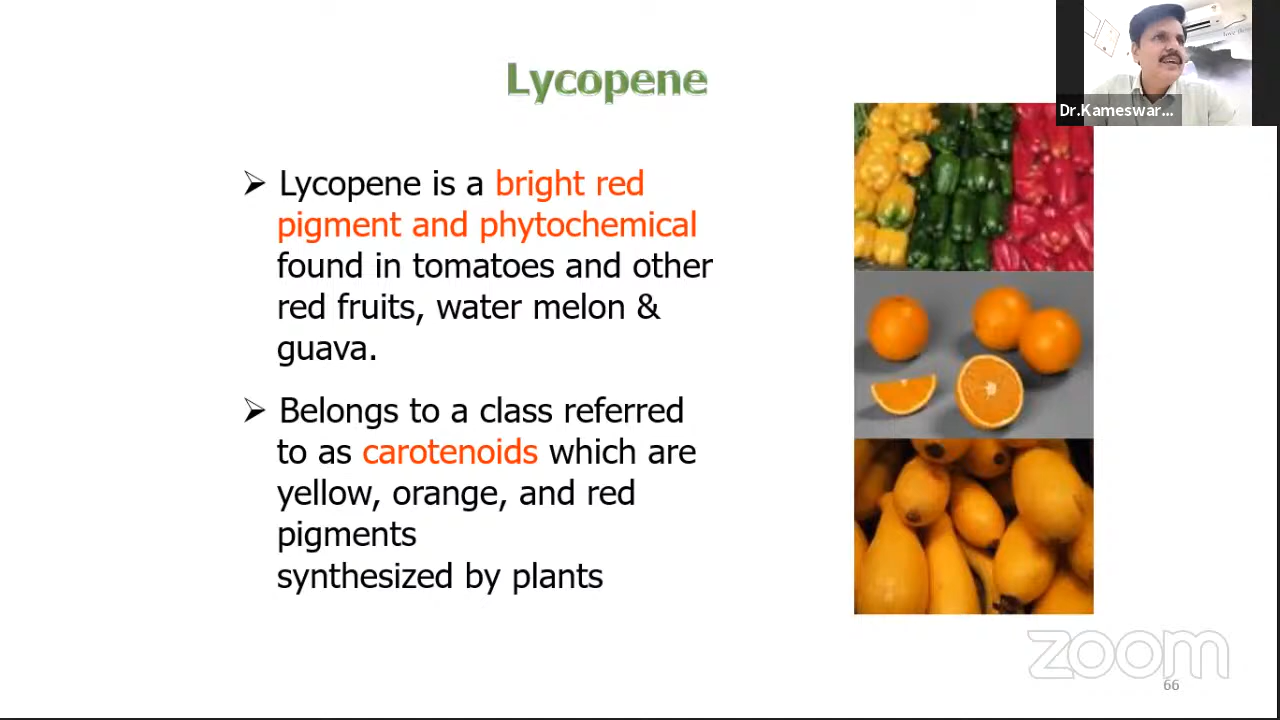 Lycopene
Dr.Kameswar...
➢ Lycopene is a bright red
pigment and phytochemical
found in tomatoes and other
red fruits, water melon &
guava.
➢ Belongs to a class referred
to as carotenoids which are
yellow, orange, and red
pigments
synthesized by plants
zoom
66